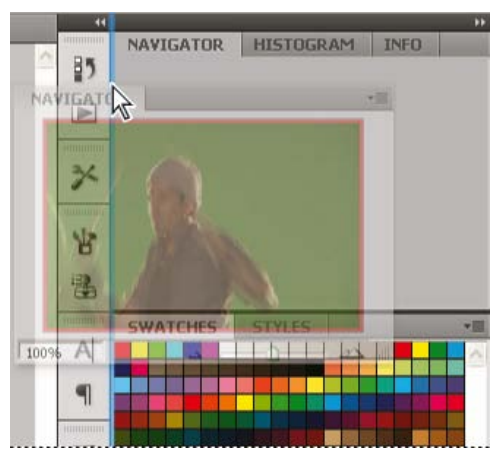 NAVIGATOR HISTOGRAM INFO
NAVIGATO
SWATCHES STYLES
100%